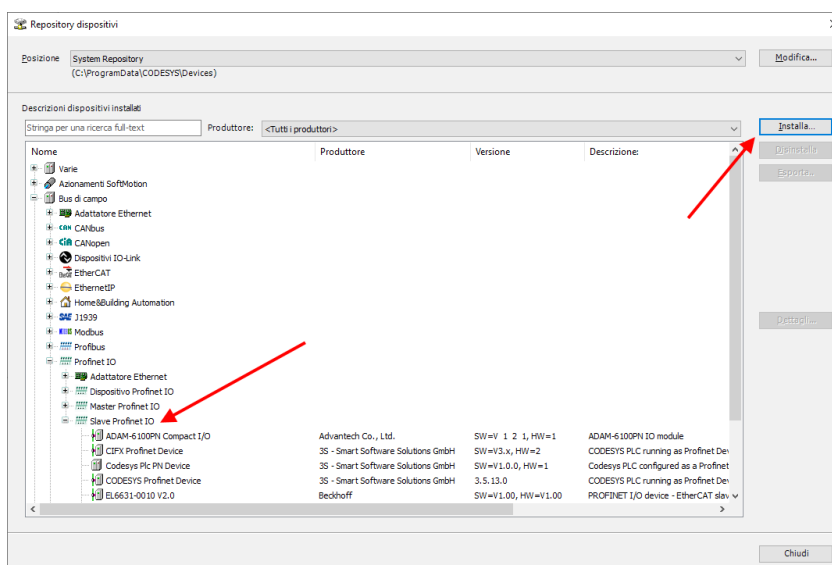 Repository dispositivi
Posizione System Repository Modifica...
(C:\ProgramData\CODESYS\Devices)
Descrizioni dispositivi installati
Stringa per una ricerca full-text Produttore: <Tutti i produttori> Installa...
Nome Produttore Versione Descrizione: Disinstalla
Varie Esporta...
Azionamenti SoftMotion
Bus di campo
Adattatore Ethernet
CAN CANbus
CiA CANopen
Dispositivi IO-Link
EtherCAT
EthernetIP
Home&Building Automation
SAE J1939
Dettagli...
Modbus
Profibus
Profinet IO
Adattatore Ethernet
Dispositivo Profinet IO
Master Profinet IO
Slave Profinet IO
ADAM-6100PN Compact I/O Advantech Co., Ltd. SW=V 1 2 1, HW=1 ADAM-6100PN IO module
CIFX Profinet Device 3S - Smart Software Solutions GmbH SW=V3.x, HW=2 CODESYS PLC running as Profinet Dev
Codesys Plc PN Device 3S - Smart Software Solutions GmbH SW=V1.0.0, HW=1 Codesys PLC configured as a Profinet
CODESYS Profinet Device 3S - Smart Software Solutions GmbH 3.5.13.0 CODESYS PLC running as Profinet Dev
EL6631-0010 V2.0 Beckhoff SW=V1.00, HW=V1.00 PROFINET I/O device - EtherCAT slav
Chiudi